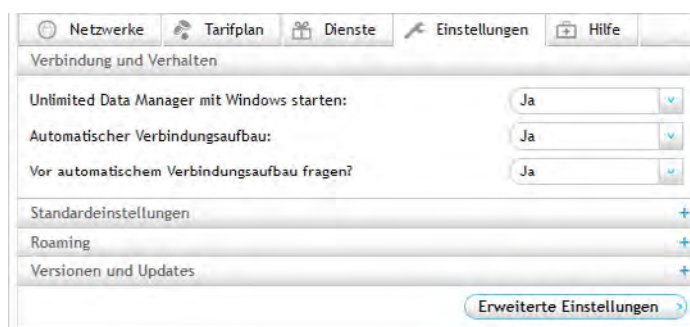 Netzwerke Tarifplan Dienste Einstellungen Hilfe
Verbindung und Verhalten
Unlimited Data Manager mit Windows starten: Ja
Automatischer Verbindungsaufbau: Ja
Vor automatischem Verbindungsaufbau fragen? Ja
Standardeinstellungen +
Roaming +
Versionen und Updates +
Erweiterte Einstellungen